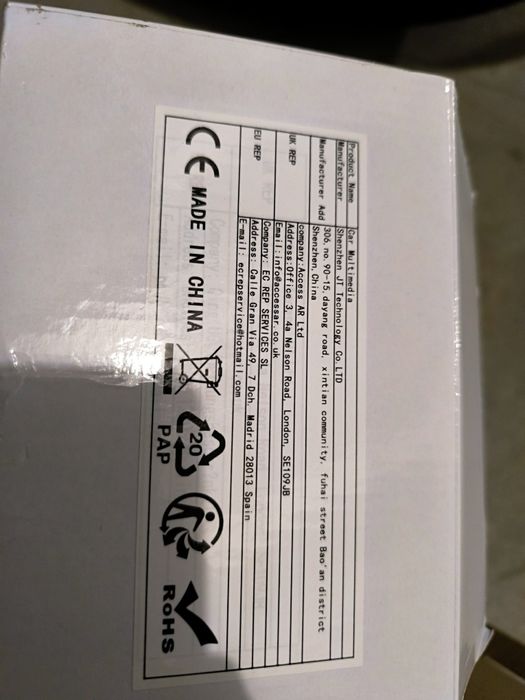 Product Name Car Multimedia
Manufacturer Shenzhen JT Technology Co. LTD
Manufacturer Add 306, no. 90-15, dayang road, xintian community, fuhai street Bao'an district
Shenzhen, China
UK REP company:Access AR Ltd
Address:Office 3, 4a Nelson Road, London, SE109JB
Email:info@accessar.co.uk
EU REP Company: EC REP SERVICES SL
Address: Calle Gran Via 49, 7 Dch, Madrid 28013 Spain
E-mail: ecrepservice@hotmail.com
CE MADE IN CHINA 20 PAP RoHS